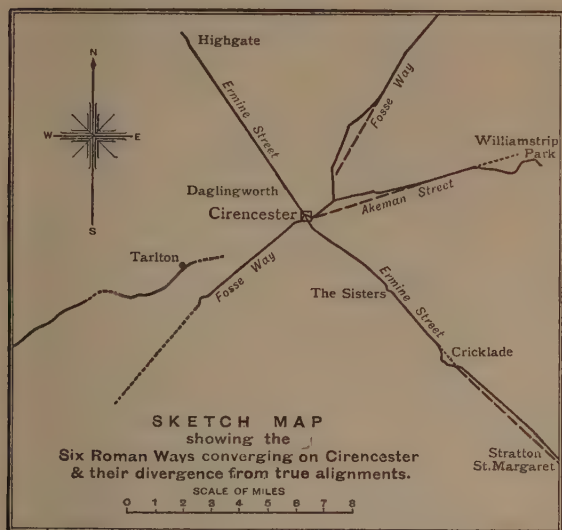 N
W
E
S
Highgate
Ermine Street
Fosse Way
Williamstrip
Park
Daglingworth
Akeman Street
Cirencester
Tarlton
Fosse Way
The Sisters
Ermine Street
Cricklade
Stratton
St. Margaret
SKETCH MAP
showing the
Six Roman Ways converging on Cirencester
& their divergence from true alignments.
SCALE OF MILES
0 1 2 3 4 5 6 7 8